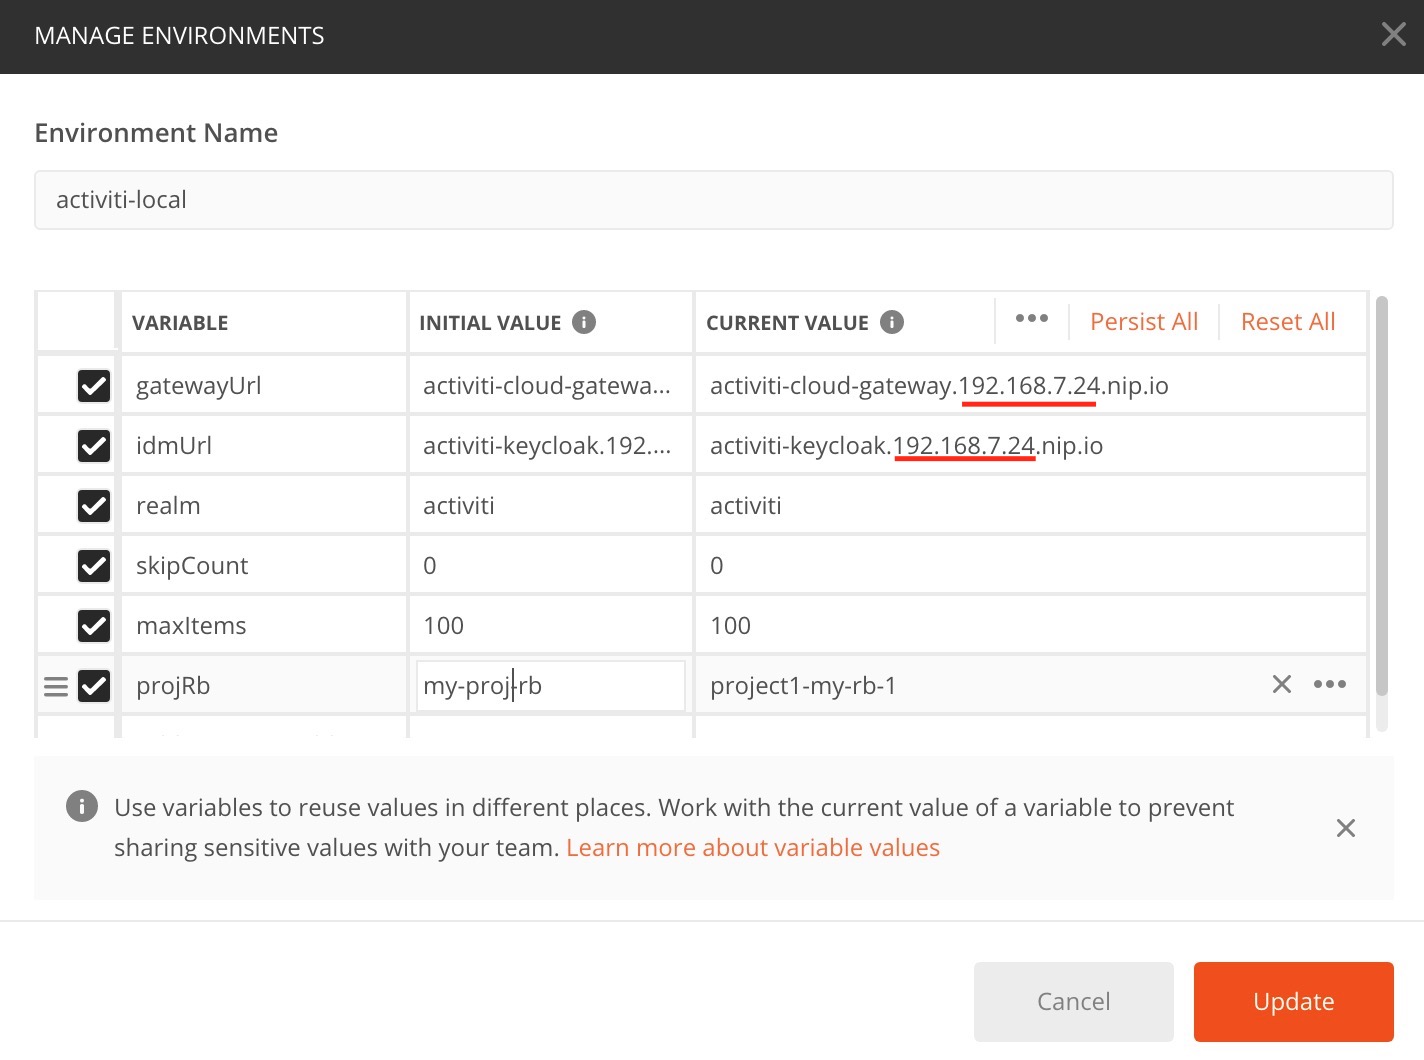 MANAGE ENVIRONMENTS
Environment Name
activiti-local
VARIABLE INITIAL VALUE CURRENT VALUE Persist All Reset All
gatewayUrl activiti-cloud-gatewa... activiti-cloud-gateway.192.168.7.24.nip.io
idmUrl activiti-keycloak.192.... activiti-keycloak.192.168.7.24.nip.io
realm activiti activiti
skipCount 0 0
maxItems 100 100
projRb my-proj-rb project1-my-rb-1
Use variables to reuse values in different places. Work with the current value of a variable to prevent
sharing sensitive values with your team. Learn more about variable values
Cancel Update